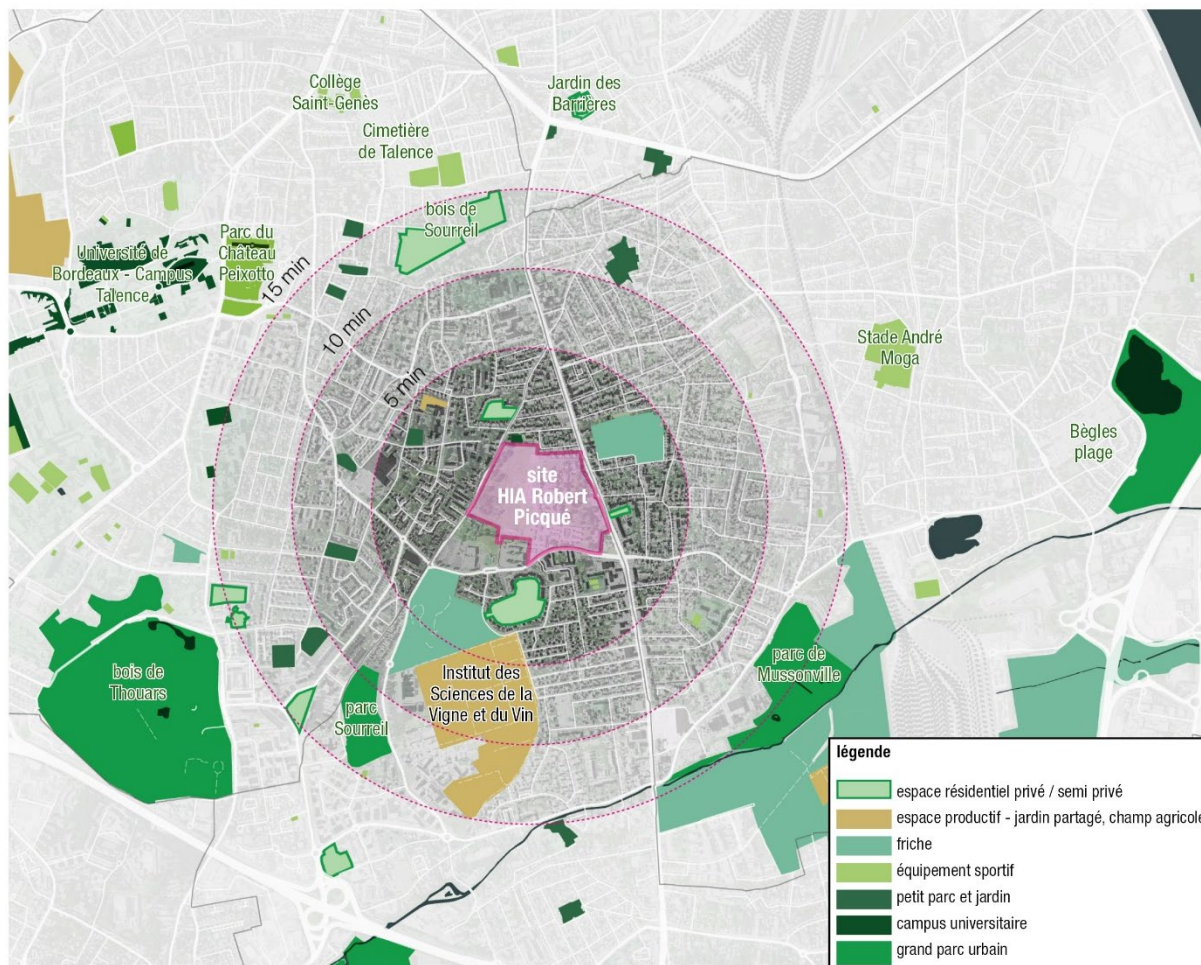 Collège
Saint-Genès
Jardin des
Barrières
Cimetière
de Talence
bois de
Sourreil
Université de
Bordeaux - Campus
Talence
Parc du
Château
Peixotto
15 min
10 min
5 min
Stade André
Moga
Bègles
plage
site
HIA Robert
Picqué
bois de
Thouars
parc
Sourreil
Institut des
Sciences de la
Vigne et du Vin
parc de
Mussonville
légende
espace résidentiel privé / semi privé
espace productif - jardin partagé, champ agricole
friche
équipement sportif
petit parc et jardin
campus universitaire
grand parc urbain